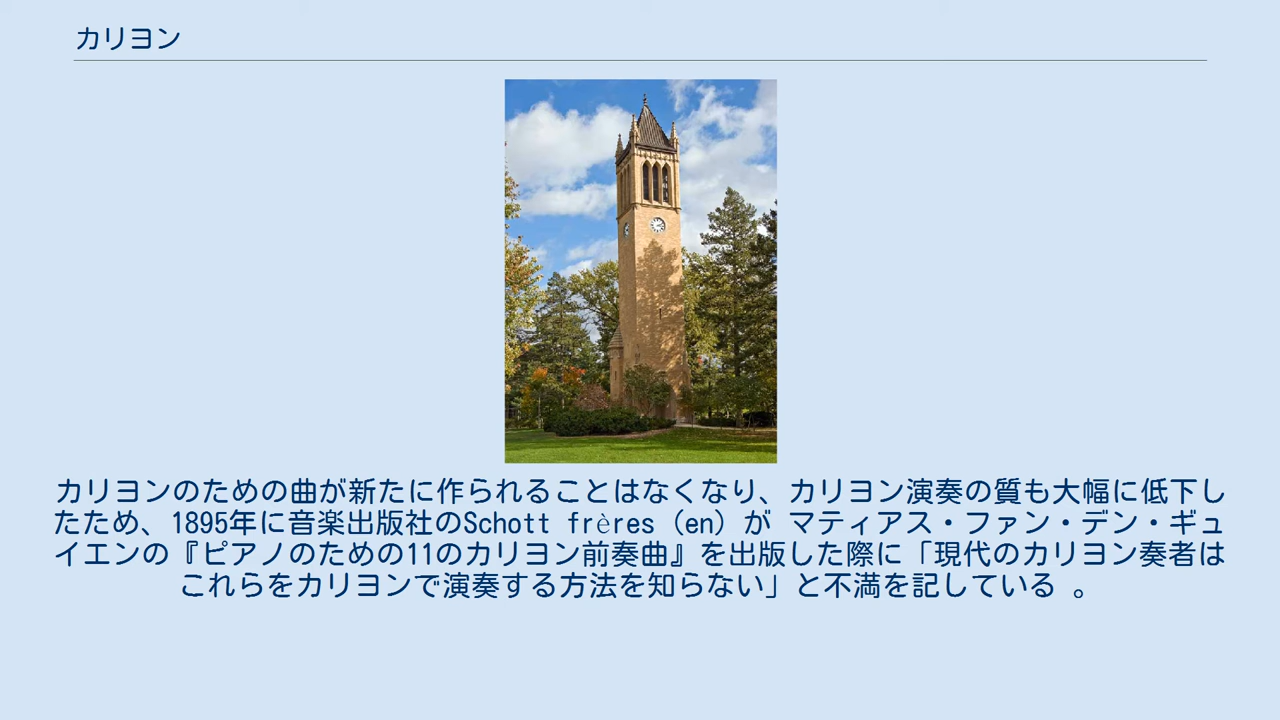 カリヨン
カリヨンのための曲が新たに作られることはなくなり、カリヨン演奏の質も大幅に低下し
たため、1895年に音楽出版社のSchott frères（en）が マティアス・ファン・デン・ギュ
イエンの『ピアノのための11のカリヨン前奏曲』を出版した際に「現代のカリヨン奏者は
これらをカリヨンで演奏する方法を知らない」と不満を記している 。